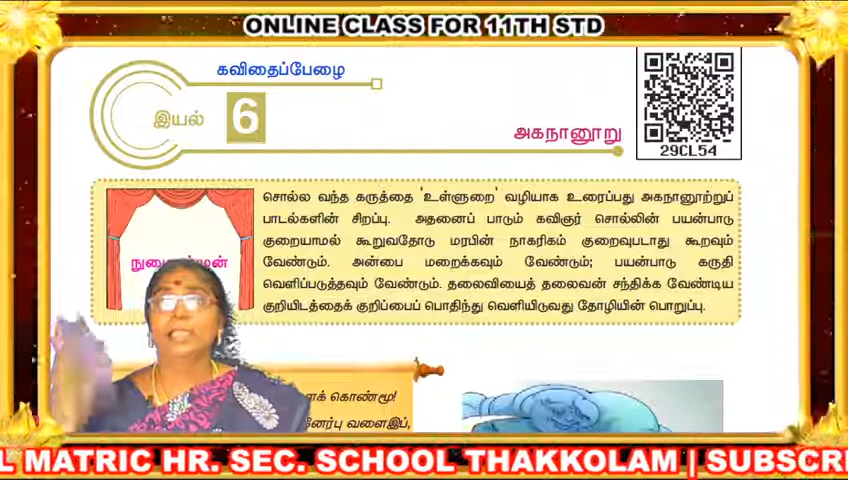 ONLINE CLASS FOR 11TH STD
கவிதைப்பேழை
இயல் 6
அகநானூறு
29CL54
சொல்ல வந்த கருத்தை 'உள்ளுறை' வழியாக உரைப்பது அகநானூற்றுப்
பாடல்களின் சிறப்பு. அதனைப் பாடும் கவிஞர் சொல்லின் பயன்பாடு
குறையாமல் கூறுவதோடு மரபின் நாகரிகம் குறைவுபடாது கூறவும்
வேண்டும். அன்பை மறைக்கவும் வேண்டும்; பயன்பாடு கருதி
வெளிப்படுத்தவும் வேண்டும். தலைவியைத் தலைவன் சந்திக்க வேண்டிய
குறியிடத்தைக் குறிப்பைப் பொதிந்து வெளியிடுவது தோழியின் பொறுப்பு.
கொண்மூ!
வளைஇப்,
L MATRIC HR. SEC. SCHOOL THAKKOLAM | SUBSCR